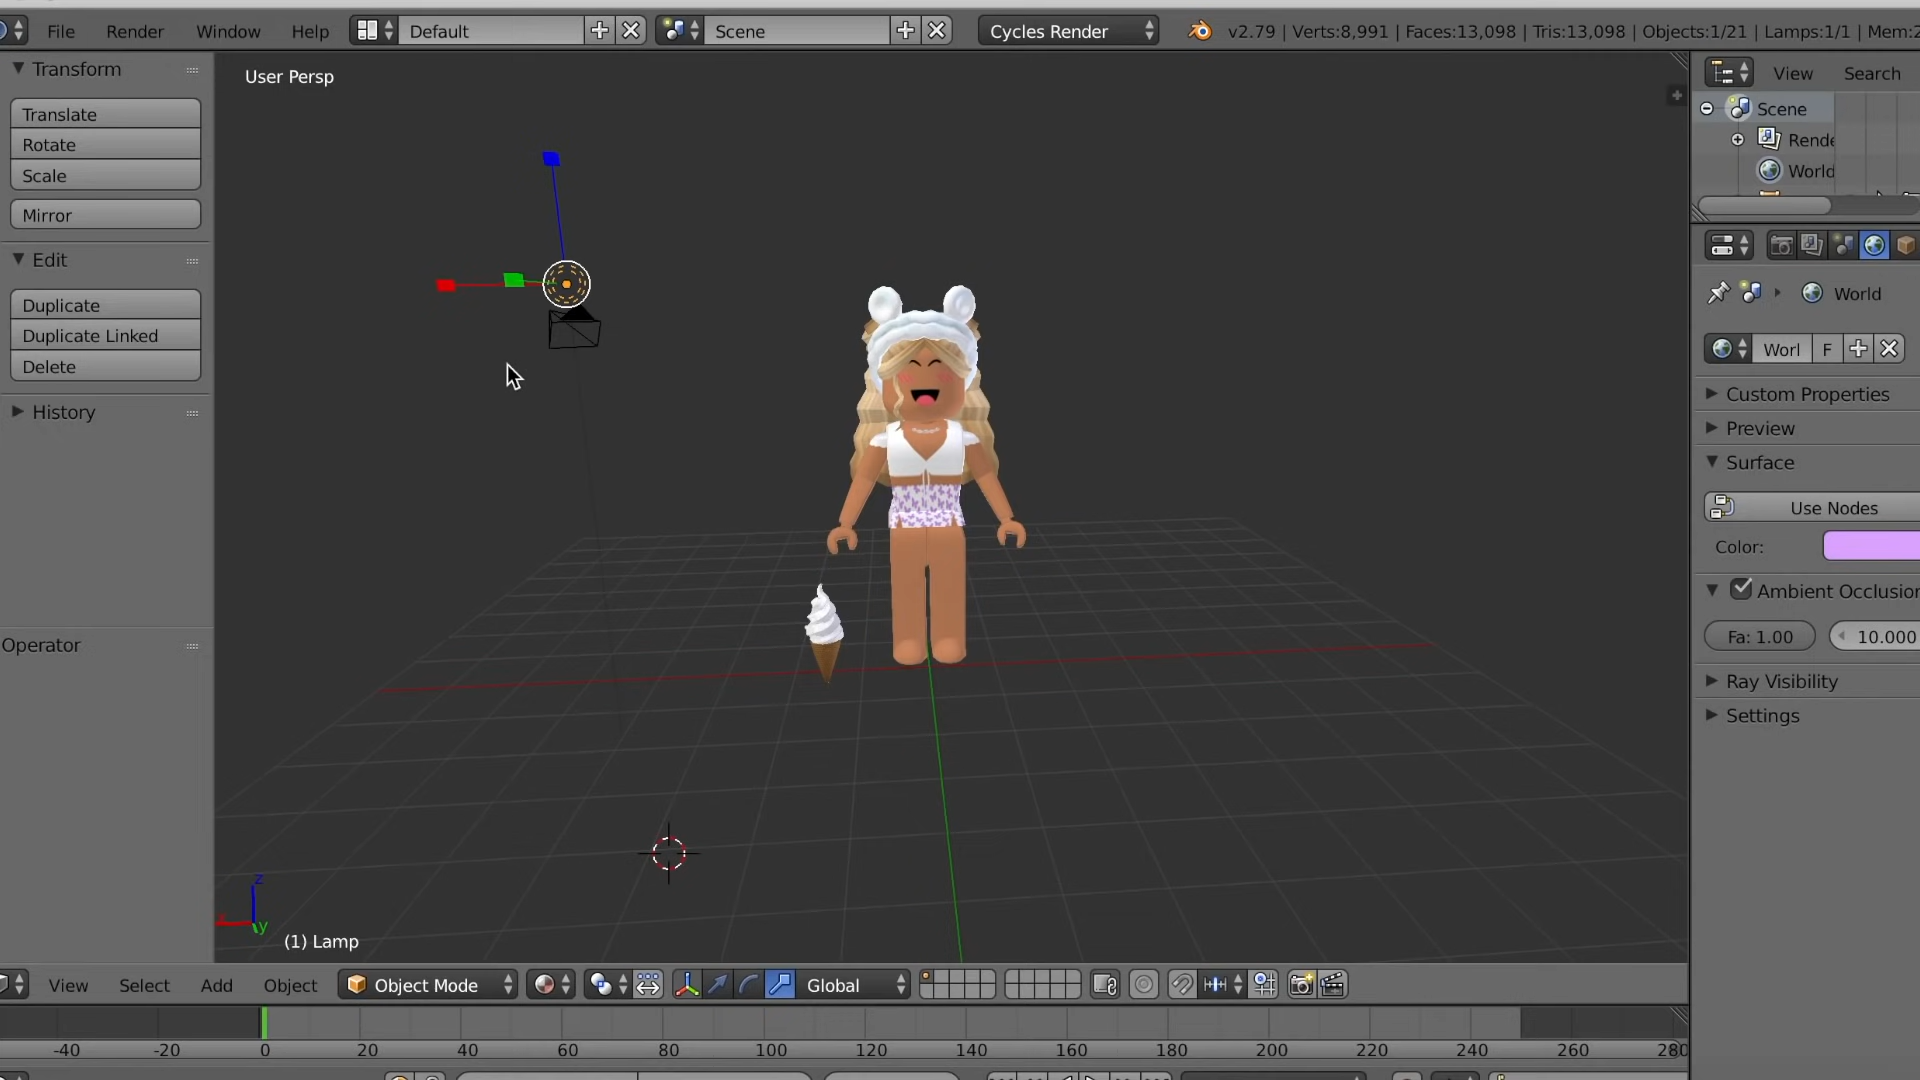 File Render Window Help Default Scene Cycles Render v2.79 | Verts:8,991 | Faces:13,098 | Tris:13,098 | Objects:1/21 | Lamps:1/1 | Mem:2
Transform
Translate
Rotate
Scale
Mirror
Edit
Duplicate
Duplicate Linked
Delete
History
Operator
User Persp
z
x
y
(1) Lamp
View Search
Scene
Rende
World
World
Worl F
Custom Properties
Preview
Surface
Use Nodes
Color:
Ambient Occlusion
Fa: 1.00 10.000
Ray Visibility
Settings
View Select Add Object Object Mode Global
-40 -20 0 20 40 60 80 100 120 140 160 180 200 220 240 260 280